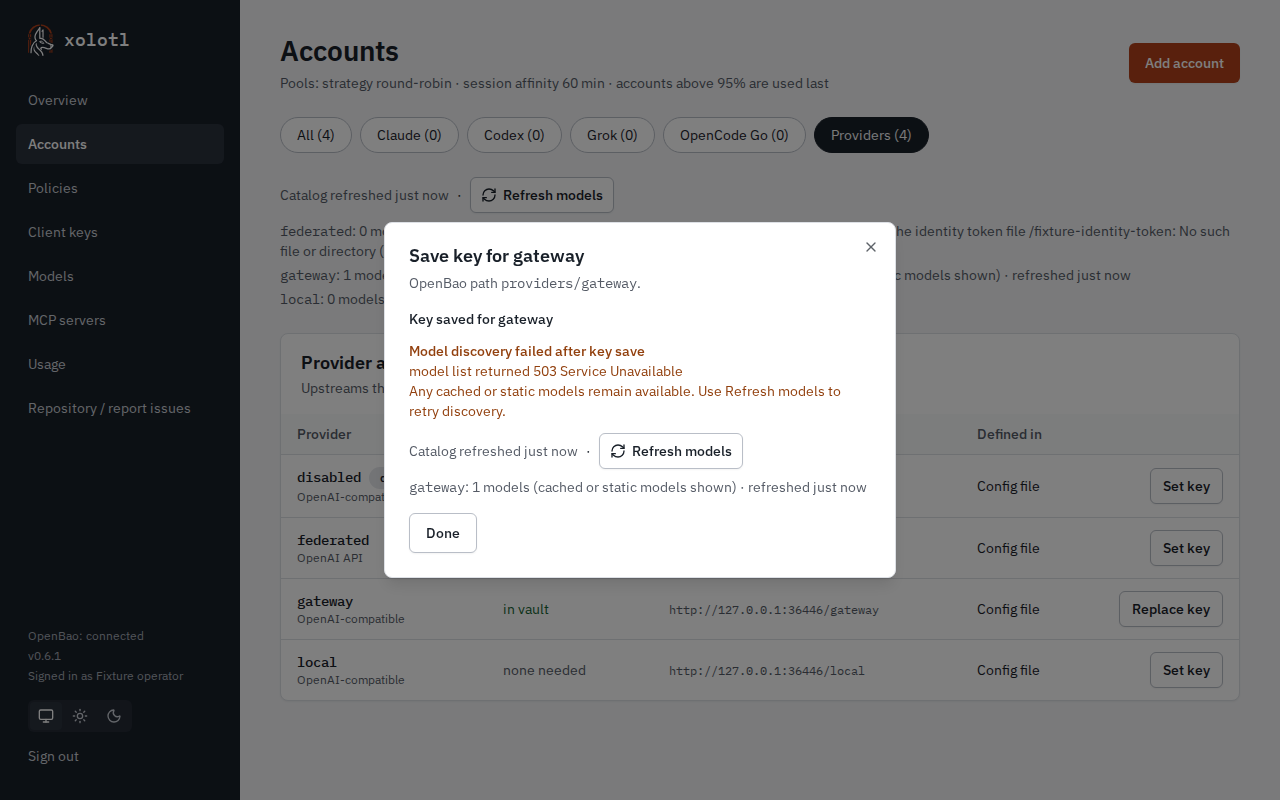 xolotl
Overview
Accounts
Policies
Client keys
Models
MCP servers
Usage
Repository / report issues
OpenBao: connected
v0.6.1
Signed in as Fixture operator
Sign out
Accounts
Pools: strategy round-robin · session affinity 60 min · accounts above 95% are used last
Add account
All (4) Claude (0) Codex (0) Grok (0) OpenCode Go (0) Providers (4)
Catalog refreshed just now · Refresh models
federated: 0 he identity token file /fixture-identity-token: No such
file or directory (
gateway: 1 models shown) · refreshed just now
local: 0 models
Save key for gateway
OpenBao path providers/gateway.
Key saved for gateway
Model discovery failed after key save
model list returned 503 Service Unavailable
Any cached or static models remain available. Use Refresh models to
retry discovery.
Catalog refreshed just now · Refresh models
gateway: 1 models (cached or static models shown) · refreshed just now
Done
Provider
Upstreams
Provider Defined in
disabled Config file Set key
OpenAI-compat
federated Config file Set key
OpenAI API
gateway in vault http://127.0.0.1:36446/gateway Config file Replace key
OpenAI-compatible
local none needed http://127.0.0.1:36446/local Config file Set key
OpenAI-compatible